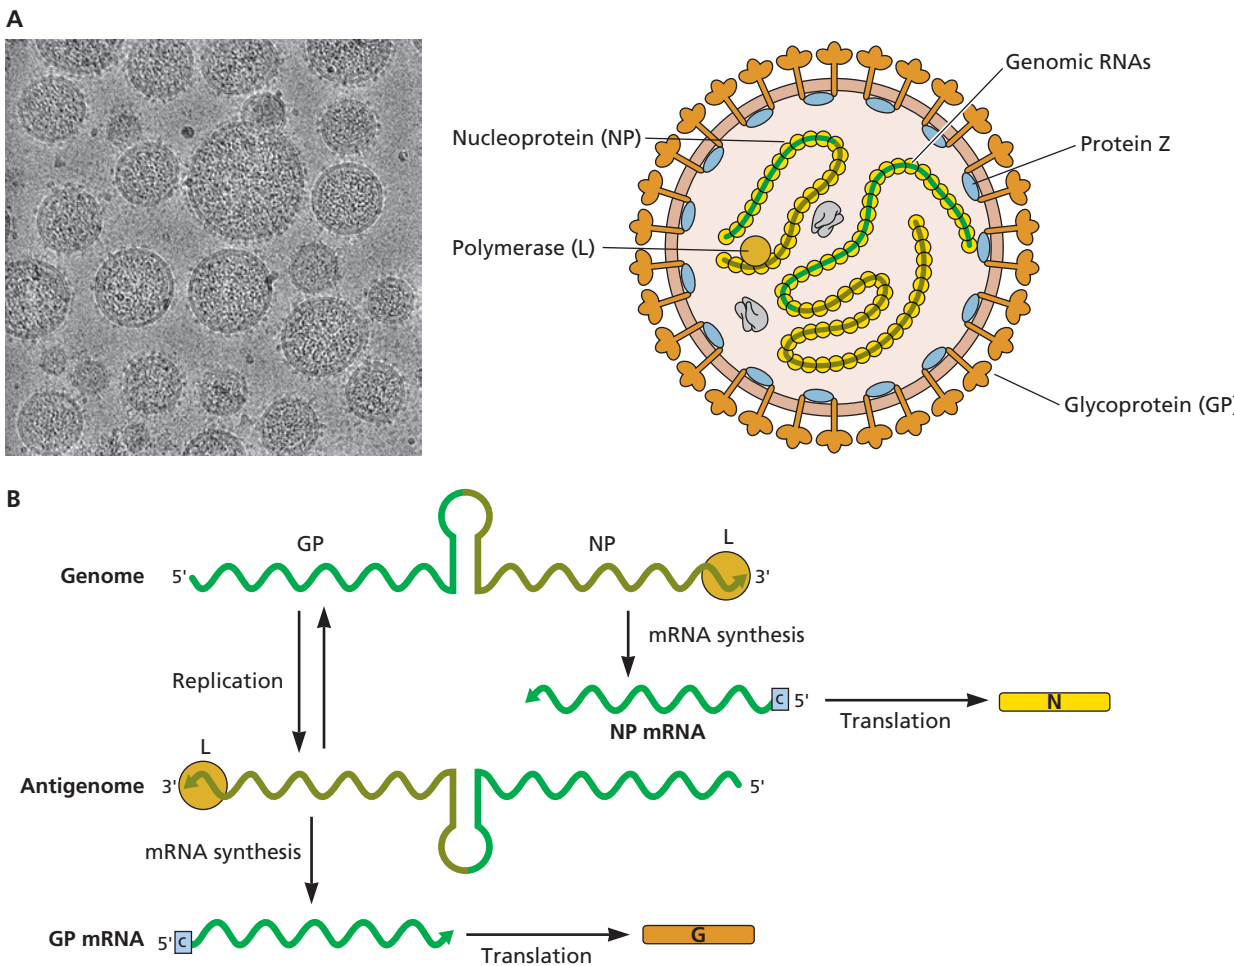 A
Genomic RNAs
Nucleoprotein (NP)
Protein Z
Polymerase (L)
Glycoprotein (GP)
B
GP
NP
L
Genome
5'
3'
mRNA synthesis
Replication
C
5'
NP mRNA
Translation
N
L
Antigenome
3'
5'
mRNA synthesis
GP mRNA
5'
C
Translation
G